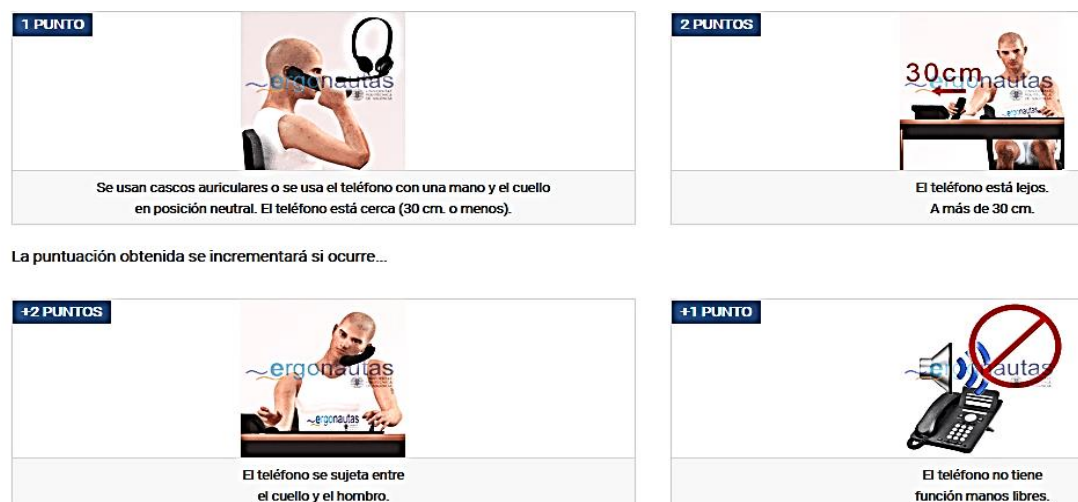 1 PUNTO
ergonautas
Se usan cascos auriculares o se usa el teléfono con una mano y el cuello
en posición neutral. El teléfono está cerca (30 cm. o menos).
2 PUNTOS
30cm
ergonautas
ergonautas
El teléfono está lejos.
A más de 30 cm.
La puntuación obtenida se incrementará si ocurre...
+2 PUNTOS
ergonautas
ergonautas
El teléfono se sujeta entre
el cuello y el hombro.
+1 PUNTO
ergonautas
El teléfono no tiene
función manos libres.